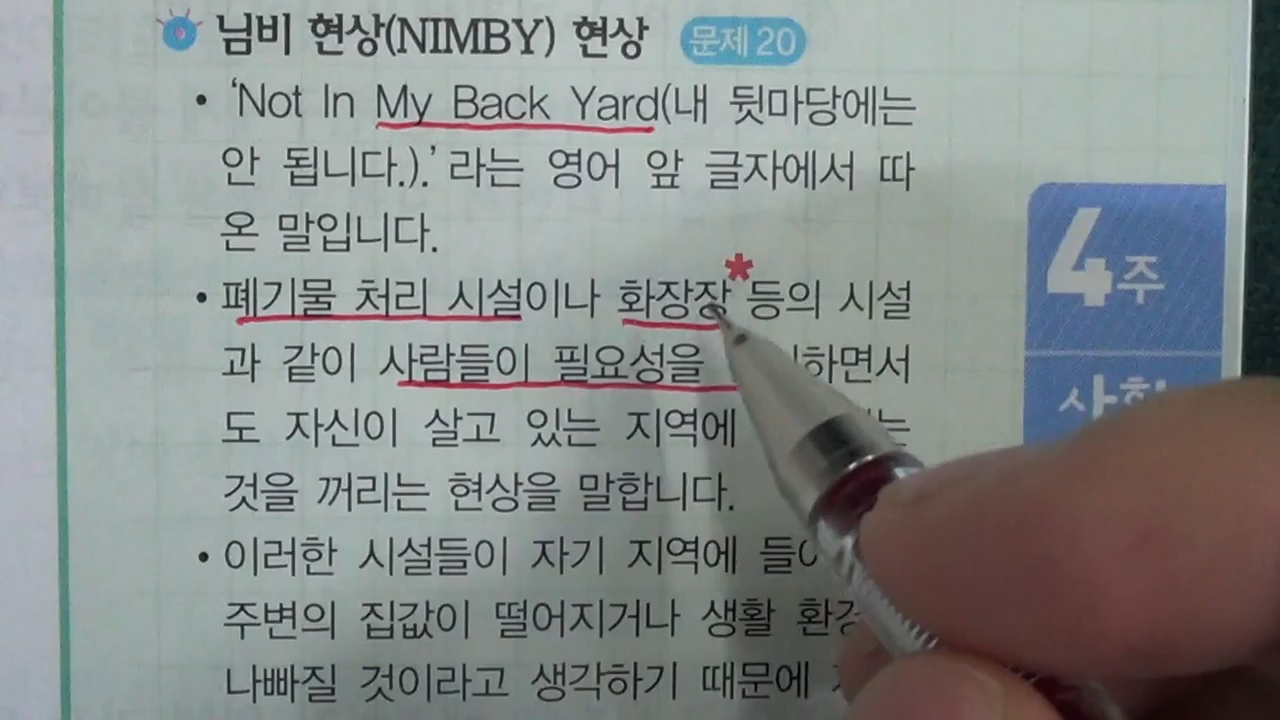 님비 현상(NIMBY) 현상 문제 20
• ‘Not In My Back Yard(내 뒷마당에는
안 됩니다.).’라는 영어 앞 글자에서 따
온 말입니다.
• 폐기물 처리 시설이나 화장장* 등의 시설
과 같이 사람들이 필요성을
도 자신이 살고 있는 지역에
것을 꺼리는 현상을 말합니다.
• 이러한 시설들이 자기 지역에
주변의 집값이 떨어지거나 생활
나빠질 것이라고 생각하기 때문에
4주